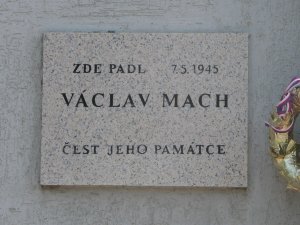 ZDE PADL 7.5.1945
VÁCLAV MACH
ČEST JEHO PAMÁTCE